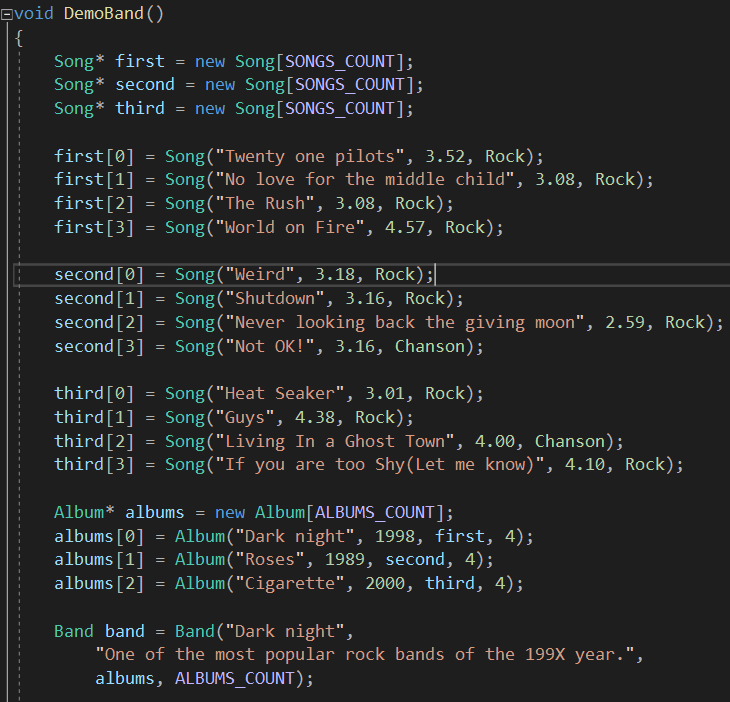 void DemoBand()
{
    Song* first = new Song[SONGS_COUNT];
    Song* second = new Song[SONGS_COUNT];
    Song* third = new Song[SONGS_COUNT];

    first[0] = Song("Twenty one pilots", 3.52, Rock);
    first[1] = Song("No love for the middle child", 3.08, Rock);
    first[2] = Song("The Rush", 3.08, Rock);
    first[3] = Song("World on Fire", 4.57, Rock);

    second[0] = Song("Weird", 3.18, Rock);
    second[1] = Song("Shutdown", 3.16, Rock);
    second[2] = Song("Never looking back the giving moon", 2.59, Rock);
    second[3] = Song("Not OK!", 3.16, Chanson);

    third[0] = Song("Heat Seaker", 3.01, Rock);
    third[1] = Song("Guys", 4.38, Rock);
    third[2] = Song("Living In a Ghost Town", 4.00, Chanson);
    third[3] = Song("If you are too Shy(Let me know)", 4.10, Rock);

    Album* albums = new Album[ALBUMS_COUNT];
    albums[0] = Album("Dark night", 1998, first, 4);
    albums[1] = Album("Roses", 1989, second, 4);
    albums[2] = Album("Cigarette", 2000, third, 4);

    Band band = Band("Dark night",
        "One of the most popular rock bands of the 199X year.",
        albums, ALBUMS_COUNT);